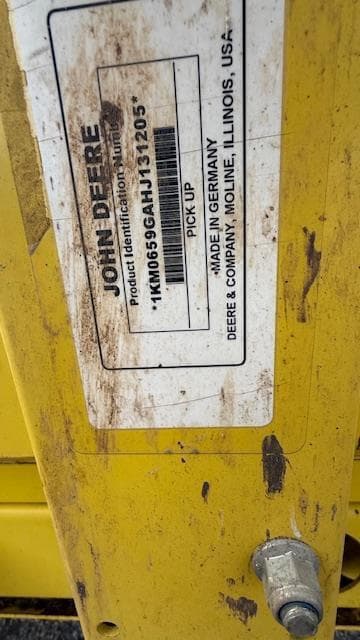 JOHN DEERE
Product Identification Number
*1KM0659GAHJ131205*
PICK UP
*MADE IN GERMANY
DEERE & COMPANY, MOLINE, ILLINOIS, USA